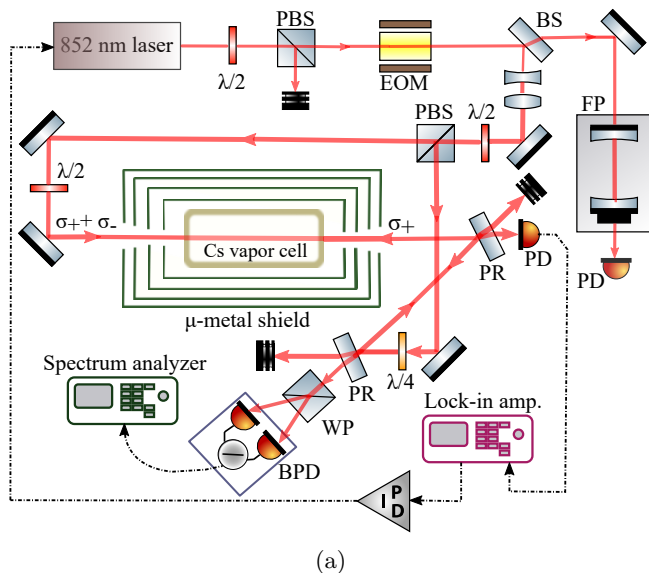 852 nm laser
λ/2
PBS
EOM
BS
FP
PBS
λ/2
λ/2
σ₊+ σ₋
Cs vapor cell
σ₊
PR
PD
PD
μ-metal shield
Spectrum analyzer
PR
λ/4
WP
BPD
Lock-in amp.
P
I
D
(a)